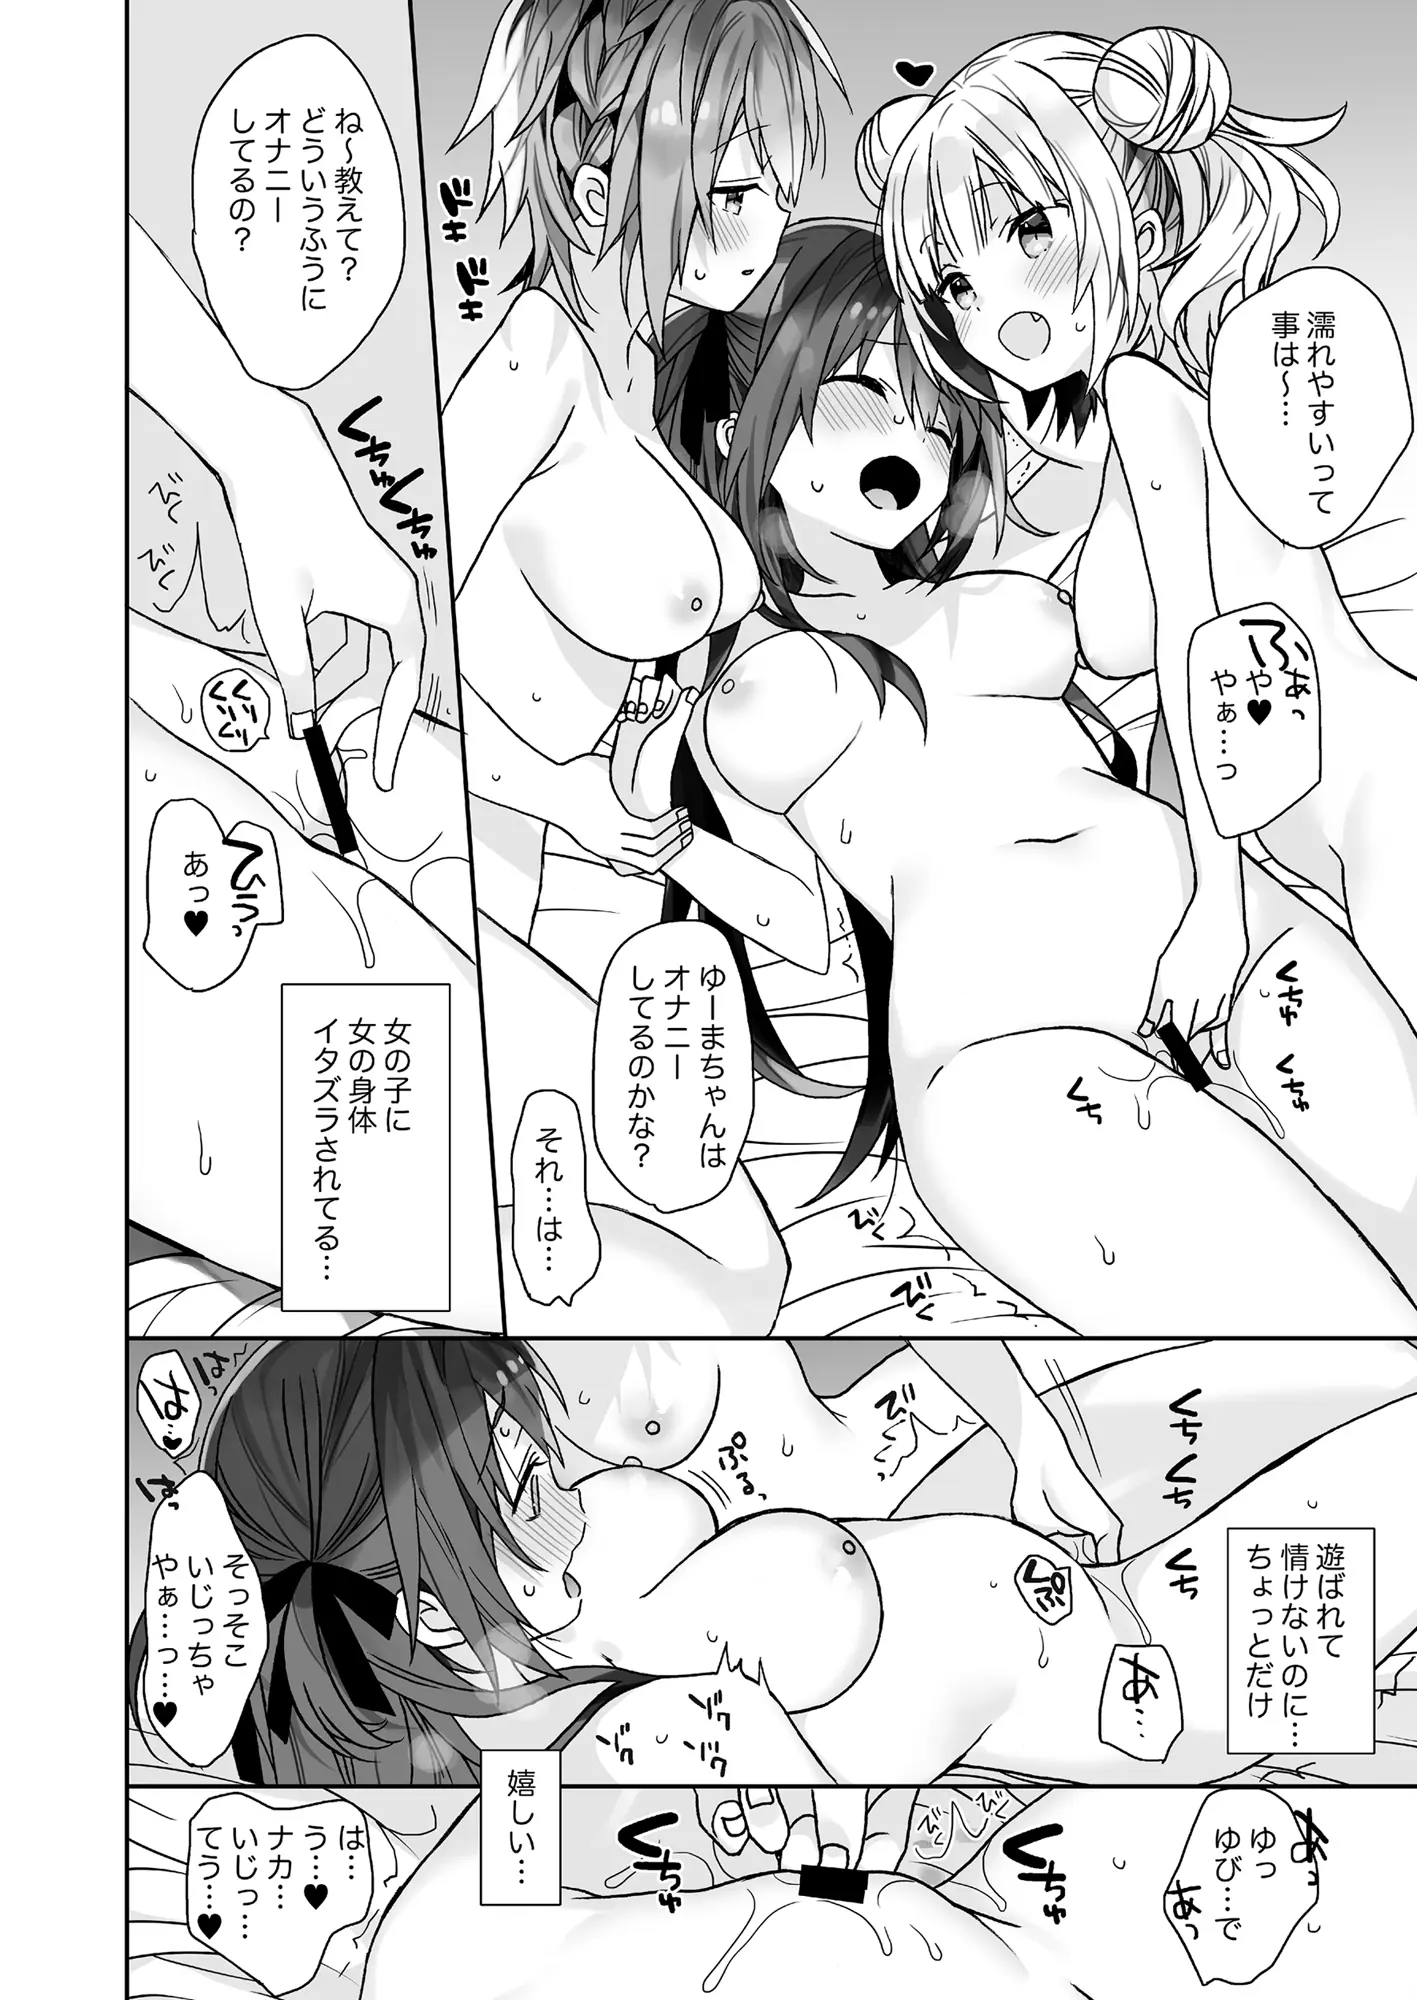 濡れやすいって
事は～…
ふぁっ
や♥
やぁ…っ
くちゅ
くちゅ
くち
びく
びく
ゆーまちゃんは
オナニー
してるのかな？
それ…は…
ドキ
ドキ
ね～教えて？
どういうふうに
オナニー
してるの？
くちゅ
くちゅ
びく
びく
くり
くり
ひうっ
あっ♥
女の子に
女の身体
イタズラされてる…
遊ばれて
情けないのに…
ちょっとだけ
くち
くち
くち
びく
びく
ぷる
くぷ
あ…
ゾク
ゾク
ゾク
ゾク
はっ
はっ
は…♥
そっそこ
いじっちゃ
やぁ…っ…♥
嬉しい…
あっ
ゆっ
ゆび…で
あっ
びく
びく
くちゅ
くち
は…
う…♥
ナカ…
いじっ…
てう…♥